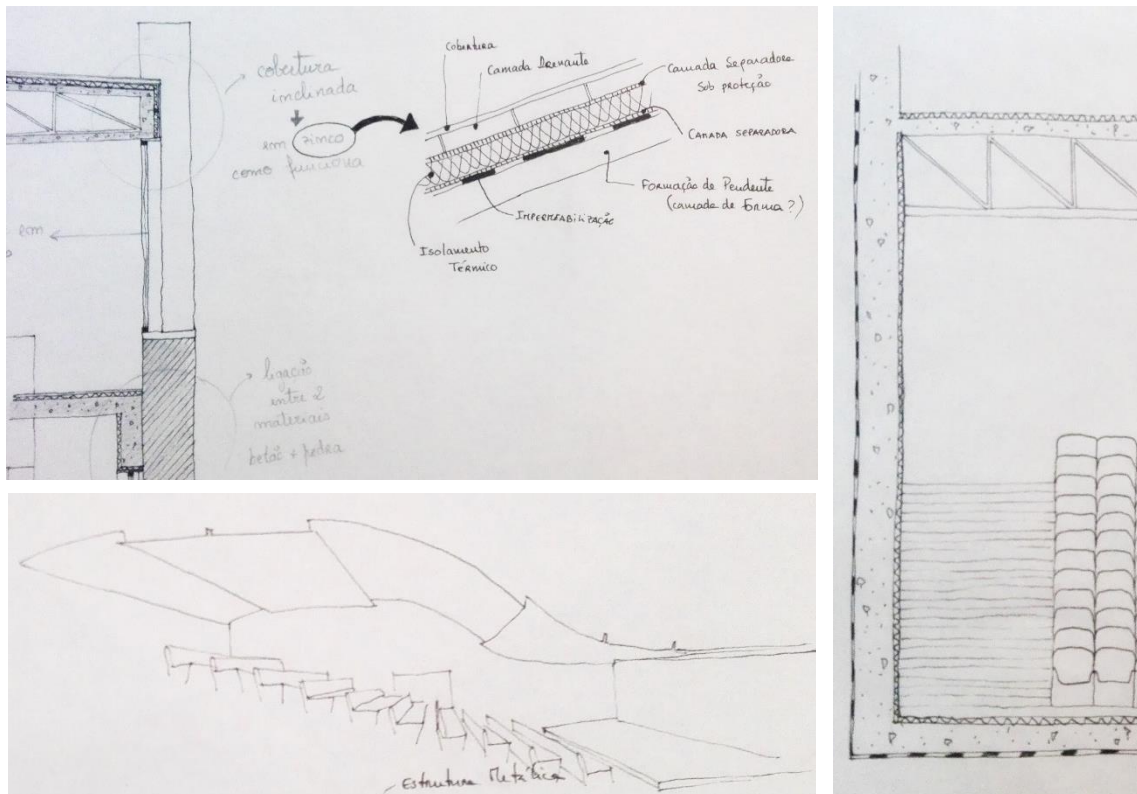 cobertura
inclinada
em zinco
como funciona
Cobertura
Camada Drenante
Camada Separadora
Sob proteção
Camada separadora
Formação de Pendente
(camada de Forma?)
Impermeabilização
Isolamento
Térmico
em
ligação
entre 2
materiais
betão + pedra
Estrutura Metálica